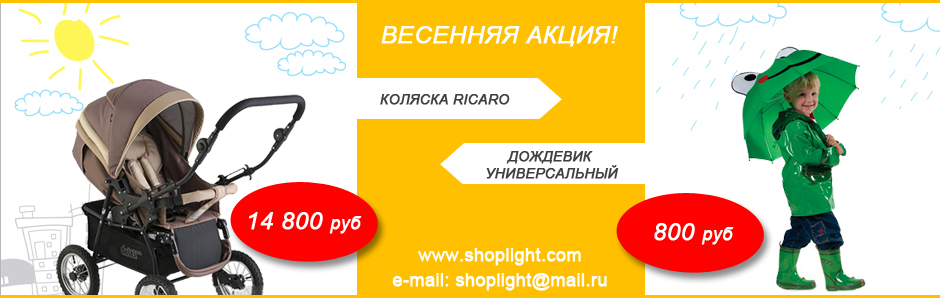 ВЕСЕННЯЯ АКЦИЯ!
КОЛЯСКА RICARO
ДОЖДЕВИК
УНИВЕРСАЛЬНЫЙ
14 800 руб
800 руб
www.shoplight.com
e-mail: shoplight@mail.ru